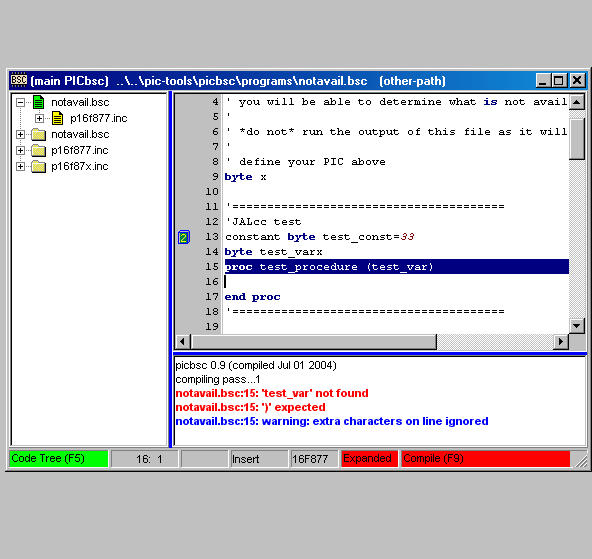 BSC (main PICbsc) ..\..\pic-tools\picbsc\programs\notavail.bsc (other-path)
notavail.bsc
p16f877.inc
notavail.bsc
p16f877.inc
p16f87x.inc
4 ' you will be able to determine what is not avail
5 '
6 ' *do not* run the output of this file as it will
7 '
8 ' define your PIC above
9 byte x
10
11 '=======================================
12 'JALcc test
2 13 constant byte test_const=33
14 byte test_varx
15 proc test_procedure (test_var)
16
17 end proc
18 '=======================================
19
picbsc 0.9 (compiled Jul 01 2004)
compiling pass...1
notavail.bsc:15: 'test_var' not found
notavail.bsc:15: ')' expected
notavail.bsc:15: warning: extra characters on line ignored
Code Tree (F5) 16: 1 Insert 16F877 Expanded Compile (F9)